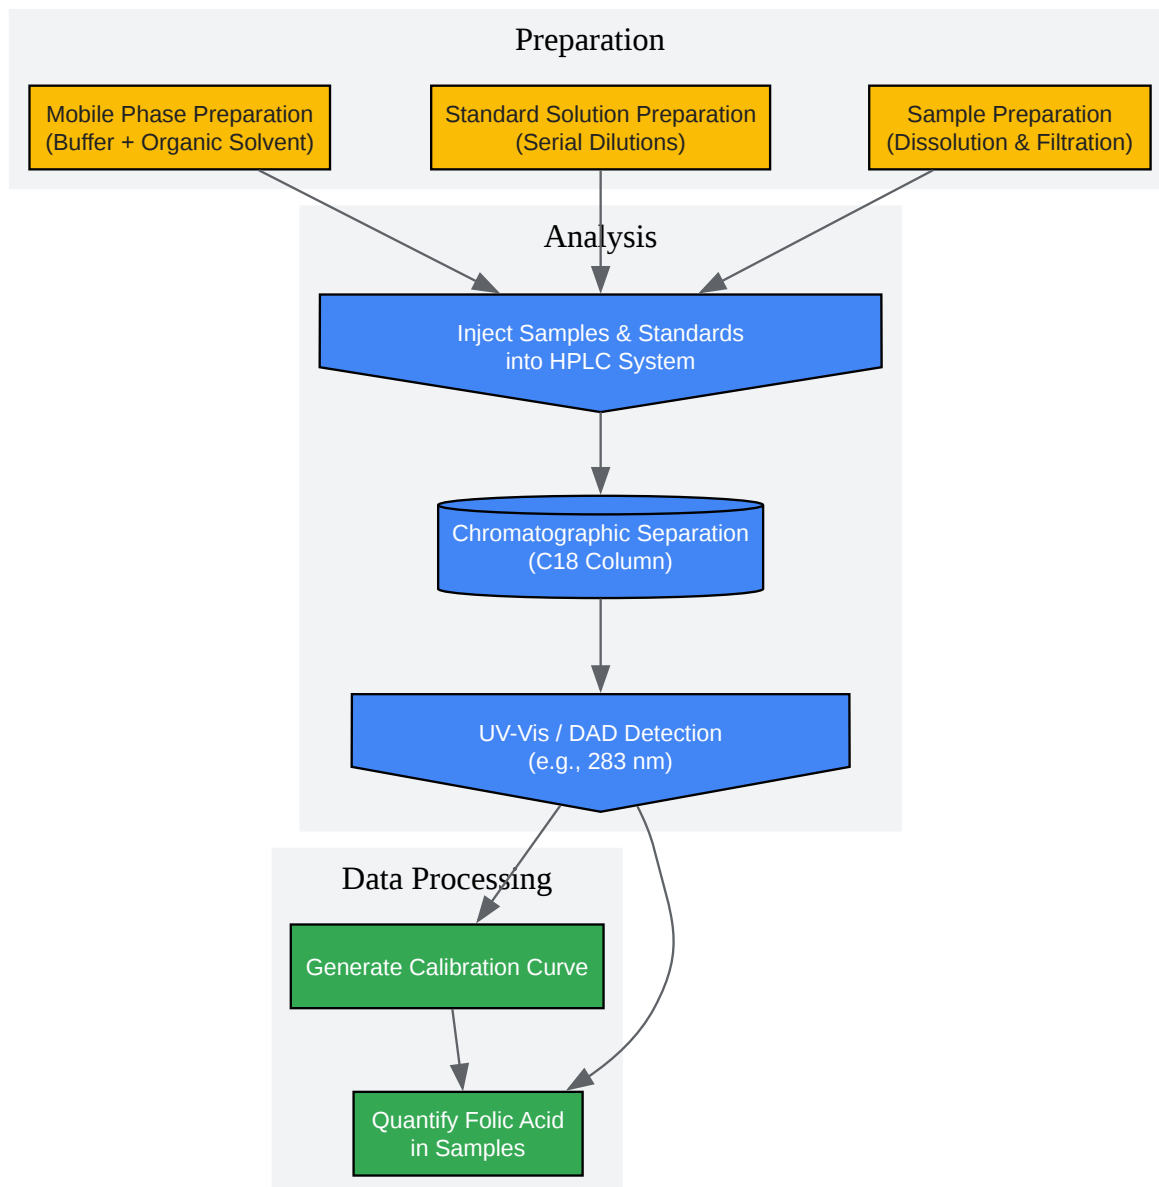 Preparation
Mobile Phase Preparation
(Buffer + Organic Solvent)
Standard Solution Preparation
(Serial Dilutions)
Sample Preparation
(Dissolution & Filtration)
Analysis
Inject Samples & Standards
into HPLC System
Chromatographic Separation
(C18 Column)
UV-Vis / DAD Detection
(e.g., 283 nm)
Data Processing
Generate Calibration Curve
Quantify Folic Acid
in Samples